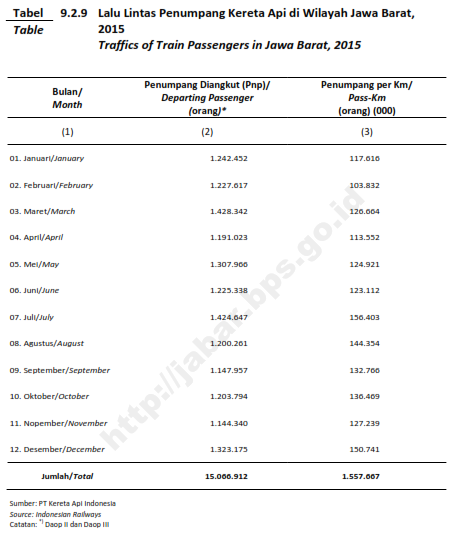 Tabel 9.2.9 Lalu Lintas Penumpang Kereta Api di Wilayah Jawa Barat,
Table 2015
Traffics of Train Passengers in Jawa Barat, 2015
Bulan/ Month Penumpang Diangkut (Pnp)/ Departing Passenger (orang)* Penumpang per Km/ Pass-Km (orang) (000)
(1) (2) (3)
01. Januari/January 1.242.452 117.616
02. Februari/February 1.227.617 103.832
03. Maret/March 1.428.342 126.664
04. April/April 1.191.023 113.552
05. Mei/May 1.307.966 124.921
06. Juni/June 1.225.338 123.112
07. Juli/July 1.424.647 156.403
08. Agustus/August 1.200.261 144.354
09. September/September 1.147.957 132.766
10. Oktober/October 1.203.794 136.469
11. Nopember/November 1.144.340 127.239
12. Desember/December 1.323.175 150.741
Jumlah/Total 15.066.912 1.557.667
Sumber: PT Kereta Api Indonesia
Source: Indonesian Railways
Catatan: *) Daop II dan Daop III
http://jabar.bps.go.id